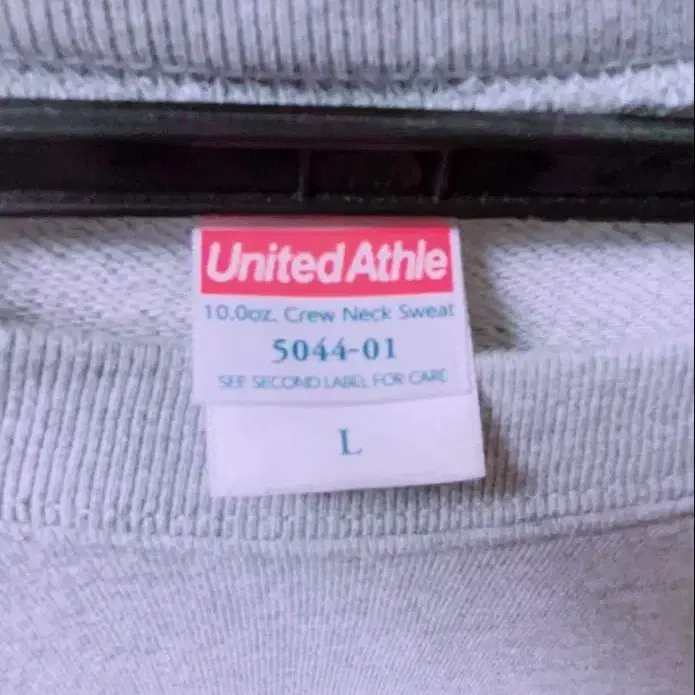 United Athle
10.0oz. Crew Neck Sweat
5044-01
SEE SECOND LABEL FOR CARE
L